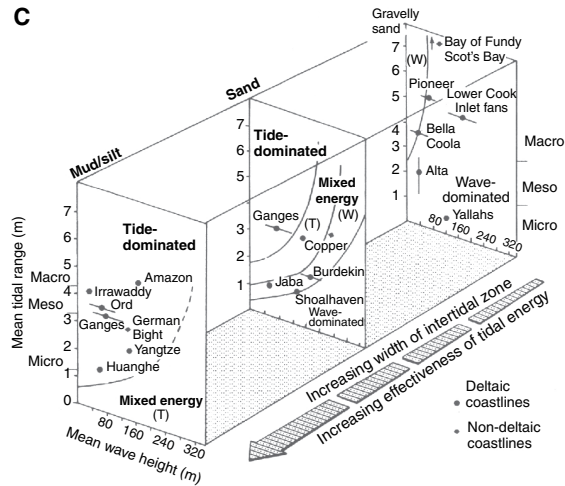 C
Gravelly
sand
7
6
5
4
3
2
1
(W)
Bay of Fundy
Scot's Bay
Pioneer
Lower Cook
Inlet fans
Bella
Coola
Alta
Wave-
dominated
Yallahs
80 160 240 320
Macro
Meso
Micro
Sand
7
6
5
3
2
1
Tide-
dominated
Mixed
energy
(W)
Ganges
(T)
Copper
Burdekin
Jaba
Shoalhaven
Wave-
dominated
Mud/silt
Mean tidal range (m)
7
6
5
4
3
2
1
0
Macro
Meso
Micro
Tide-
dominated
Amazon
Irrawaddy
Ord
Ganges
German
Bight
Yangtze
Huanghe
Mixed energy
(T)
80 160 240 320
Mean wave height (m)
Increasing width of intertidal zone
Increasing effectiveness of tidal energy
Deltaic
coastlines
Non-deltaic
coastlines